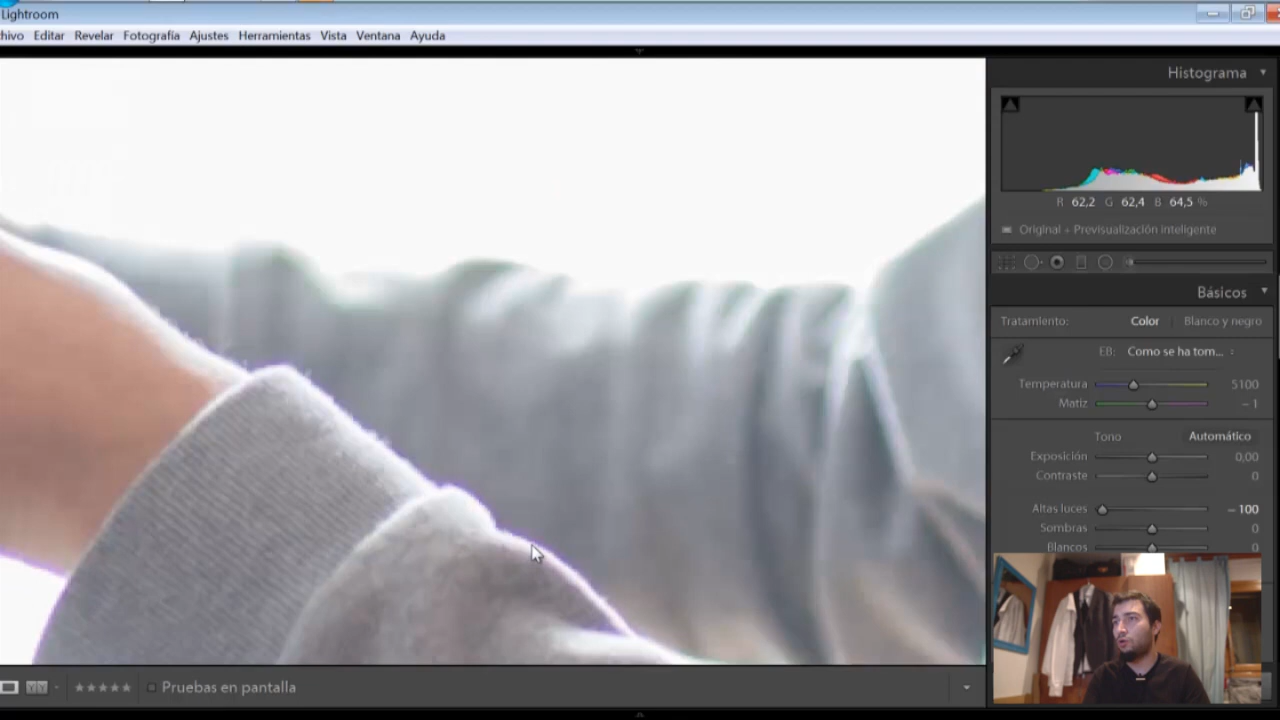 Lightroom
hivo Editar Revelar Fotografía Ajustes Herramientas Vista Ventana Ayuda
Histograma
R 62,2 G 62,4 B 64,5 %
Original + Previsualización inteligente
Básicos
Tratamiento: Color Blanco y negro
EB: Como se ha tom...
Temperatura 5100
Matiz – 1
Tono Automático
Exposición 0,00
Contraste 0
Altas luces – 100
Sombras 0
Blancos 0
Pruebas en pantalla